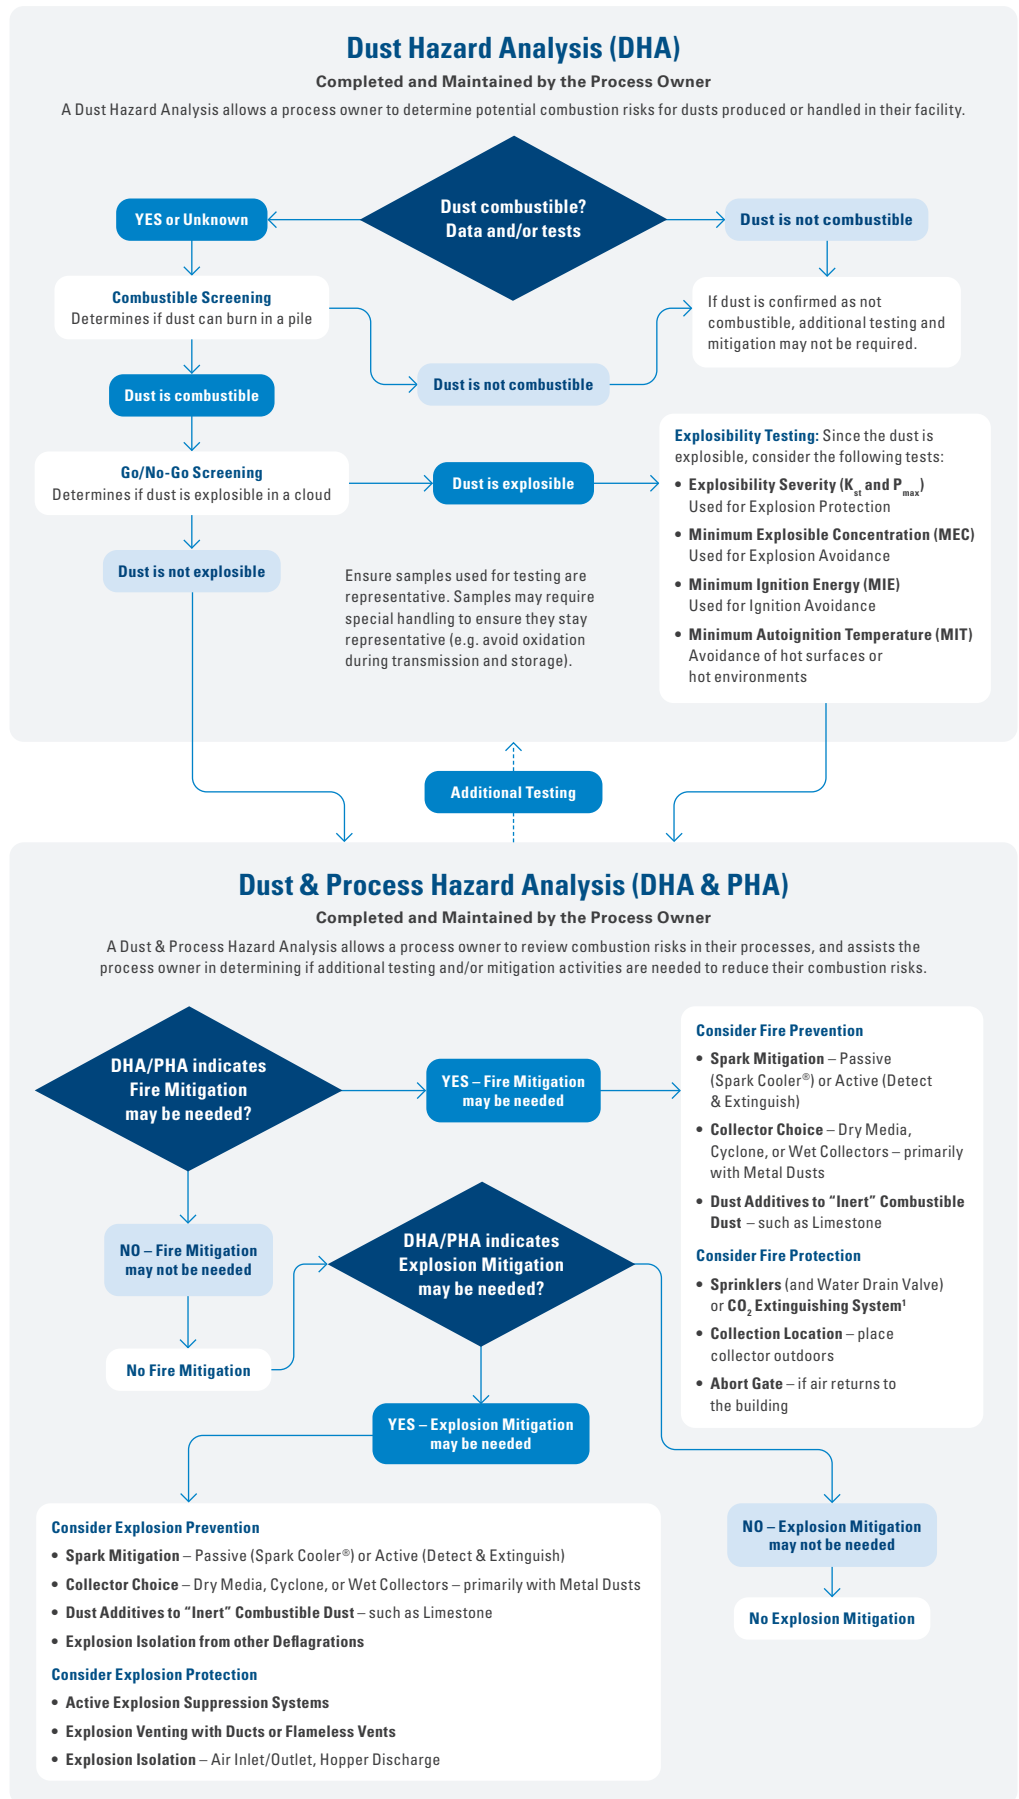 Dust Hazard Analysis (DHA)
Completed and Maintained by the Process Owner
A Dust Hazard Analysis allows a process owner to determine potential combustion risks for dusts produced or handled in their facility.
Dust combustible?
Data and/or tests
YES or Unknown
Dust is not combustible
Combustible Screening
Determines if dust can burn in a pile
If dust is confirmed as not
combustible, additional testing and
mitigation may not be required.
Dust is not combustible
Dust is combustible
Go/No-Go Screening
Determines if dust is explosible in a cloud
Dust is explosible
Explosibility Testing: Since the dust is
explosible, consider the following tests:
• Explosibility Severity (Kst and Pmax)
Used for Explosion Protection
• Minimum Explosible Concentration (MEC)
Used for Explosion Avoidance
• Minimum Ignition Energy (MIE)
Used for Ignition Avoidance
• Minimum Autoignition Temperature (MIT)
Avoidance of hot surfaces or
hot environments
Dust is not explosible
Ensure samples used for testing are
representative. Samples may require
special handling to ensure they stay
representative (e.g. avoid oxidation
during transmission and storage).
Additional Testing
Dust & Process Hazard Analysis (DHA & PHA)
Completed and Maintained by the Process Owner
A Dust & Process Hazard Analysis allows a process owner to review combustion risks in their processes, and assists the
process owner in determining if additional testing and/or mitigation activities are needed to reduce their combustion risks.
DHA/PHA indicates
Fire Mitigation
may be needed?
YES – Fire Mitigation
may be needed
Consider Fire Prevention
• Spark Mitigation – Passive
(Spark Cooler®) or Active (Detect
& Extinguish)
• Collector Choice – Dry Media,
Cyclone, or Wet Collectors – primarily
with Metal Dusts
• Dust Additives to “Inert” Combustible
Dust – such as Limestone
Consider Fire Protection
• Sprinklers (and Water Drain Valve)
or CO2 Extinguishing System¹
• Collection Location – place
collector outdoors
• Abort Gate – if air returns to
the building
NO – Fire Mitigation
may not be needed
No Fire Mitigation
DHA/PHA indicates
Explosion Mitigation
may be needed?
YES – Explosion Mitigation
may be needed
NO – Explosion Mitigation
may not be needed
No Explosion Mitigation
Consider Explosion Prevention
• Spark Mitigation – Passive (Spark Cooler®) or Active (Detect & Extinguish)
• Collector Choice – Dry Media, Cyclone, or Wet Collectors – primarily with Metal Dusts
• Dust Additives to “Inert” Combustible Dust – such as Limestone
• Explosion Isolation from other Deflagrations
Consider Explosion Protection
• Active Explosion Suppression Systems
• Explosion Venting with Ducts or Flameless Vents
• Explosion Isolation – Air Inlet/Outlet, Hopper Discharge